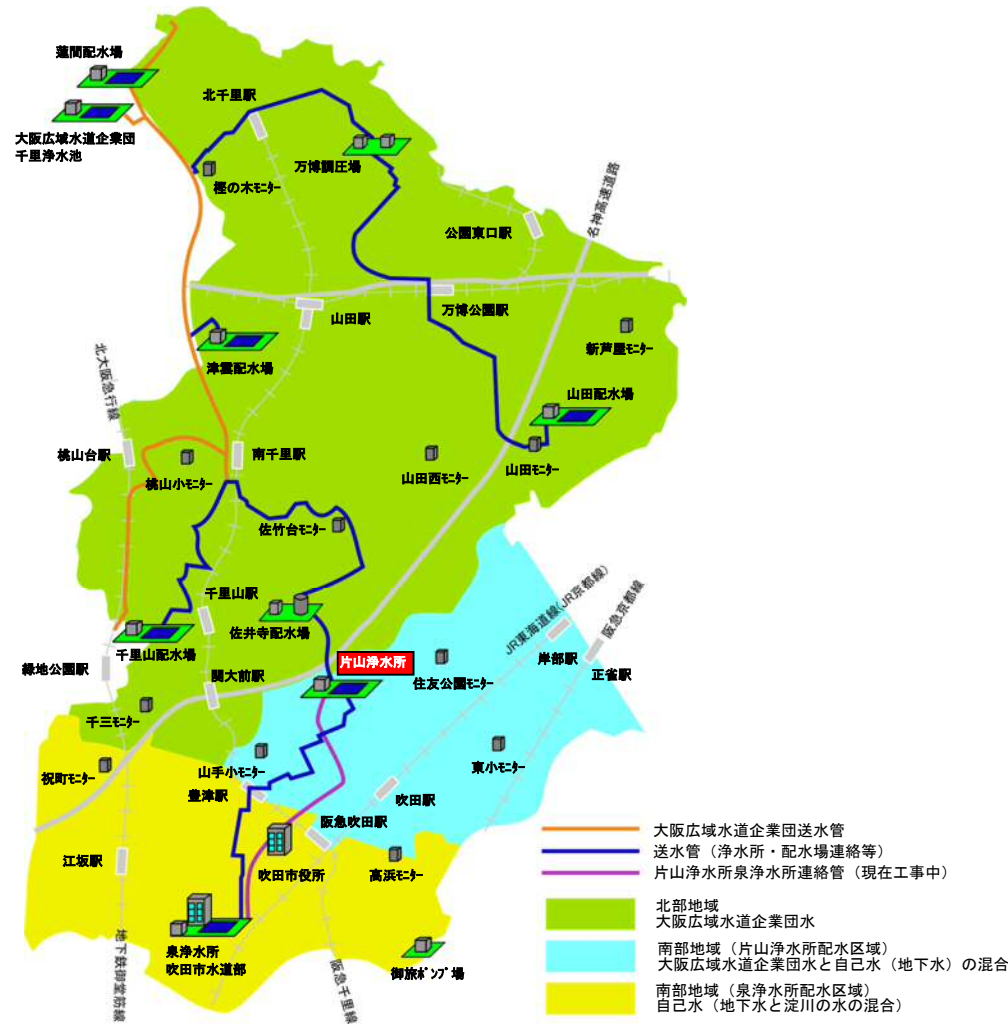 蓮間配水場
北千里駅
大阪広域水道企業団
千里浄水池
万博調圧場
樫の木モニター
名神高速道路
公園東口駅
万博公園駅
山田駅
新芦屋モニター
津雲配水場
北大阪急行線
山田配水場
桃山台駅
南千里駅
桃山小モニター
山田西モニター
山田モニター
佐竹台モニター
千里山駅
佐井寺配水場
JR東海道線(JR京都線)
阪急京都線
千里山配水場
緑地公園駅
片山浄水所
住友公園モニター
岸部駅
正雀駅
関大前駅
千三モニター
祝町モニター
山手小モニター
東小モニター
豊津駅
吹田駅
阪急吹田駅
江坂駅
吹田市役所
高浜モニター
泉浄水所
吹田市水道部
御旅ポンプ場
地下鉄御堂筋線
阪急千里線
大阪広域水道企業団送水管
送水管（浄水所・配水場連絡等）
片山浄水所泉浄水所連絡管（現在工事中）
北部地域
大阪広域水道企業団水
南部地域（片山浄水所配水区域）
大阪広域水道企業団水と自己水（地下水）の混合
南部地域（泉浄水所配水区域）
自己水（地下水と淀川の水の混合）